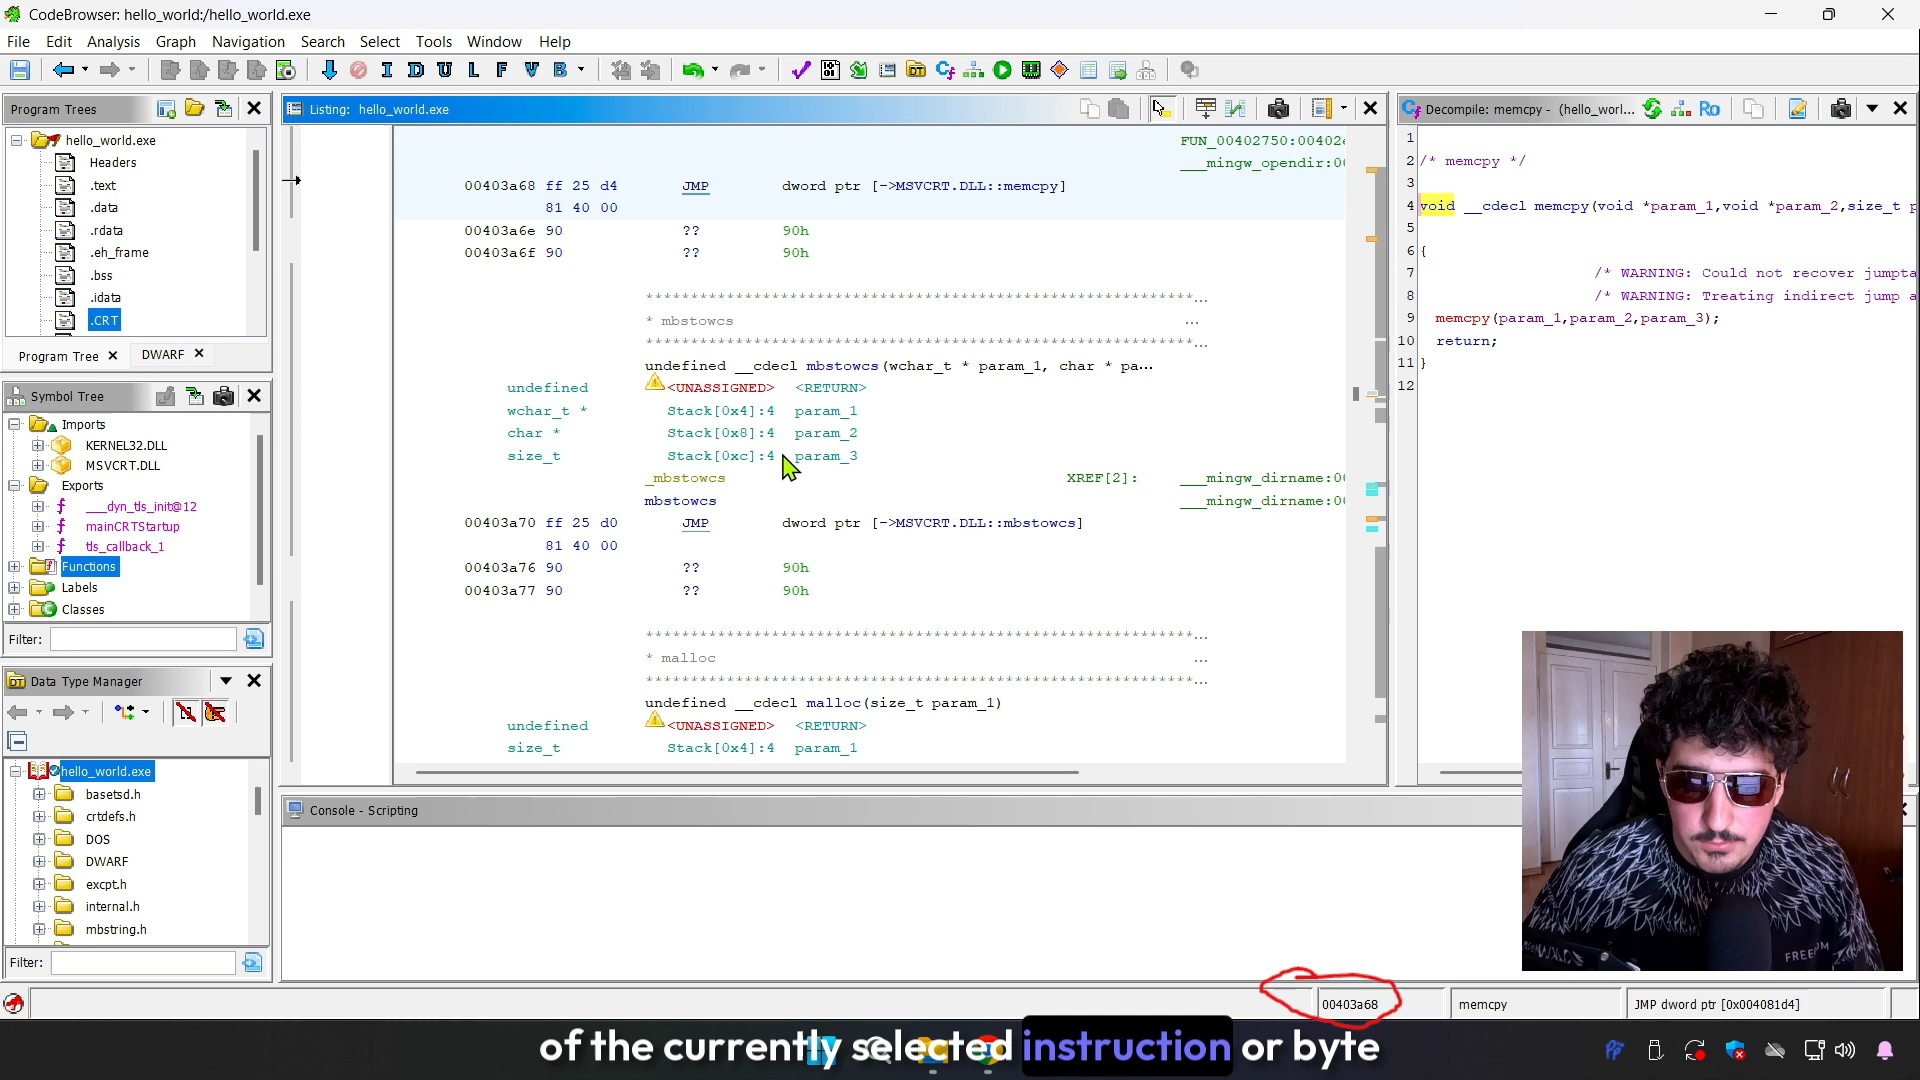 CodeBrowser: hello_world:/hello_world.exe
File Edit Analysis Graph Navigation Search Select Tools Window Help
I D U L F V B
Program Trees
hello_world.exe
Headers
.text
.data
.rdata
.eh_frame
.bss
.idata
.CRT
Program Tree DWARF
Symbol Tree
Imports
KERNEL32.DLL
MSVCRT.DLL
Exports
___dyn_tls_init@12
mainCRTStartup
tls_callback_1
Functions
Labels
Classes
Filter:
Data Type Manager
hello_world.exe
basetsd.h
crtdefs.h
DOS
DWARF
excpt.h
internal.h
mbstring.h
Filter:
Listing: hello_world.exe
___mingw_opendir:00
00403a68 ff 25 d4 JMP dword ptr [->MSVCRT.DLL::memcpy]
81 40 00
00403a6e 90 ?? 90h
00403a6f 90 ?? 90h
* mbstowcs ...
undefined __cdecl mbstowcs(wchar_t * param_1, char * pa...
undefined <UNASSIGNED> <RETURN>
wchar_t * Stack[0x4]:4 param_1
char * Stack[0x8]:4 param_2
size_t Stack[0xc]:4 param_3
_mbstowcs XREF[2]: ___mingw_dirname:00
mbstowcs ___mingw_dirname:00
00403a70 ff 25 d0 JMP dword ptr [->MSVCRT.DLL::mbstowcs]
81 40 00
00403a76 90 ?? 90h
00403a77 90 ?? 90h
* malloc ...
undefined __cdecl malloc(size_t param_1)
undefined <UNASSIGNED> <RETURN>
size_t Stack[0x4]:4 param_1
Decompile: memcpy - (hello_worl...
Ro
1
2 /* memcpy */
3
4 void __cdecl memcpy(void *param_1,void *param_2,size_t p
5
6 {
7 /* WARNING: Could not recover jumpta
8 /* WARNING: Treating indirect jump a
9 memcpy(param_1,param_2,param_3);
10 return;
11 }
12
Console - Scripting
FREE
00403a68 memcpy JMP dword ptr [0x004081d4]
of the currently selected instruction or byte